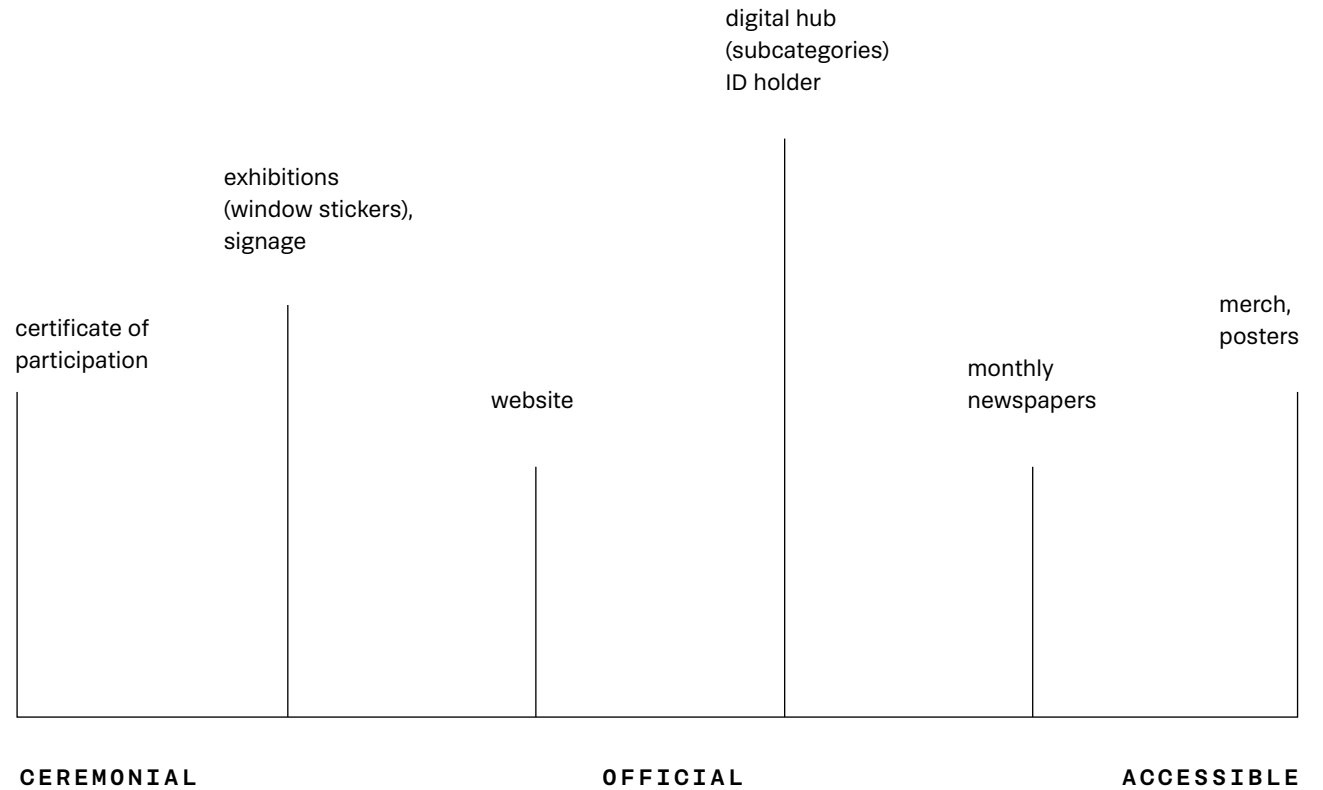 digital hub
(subcategories)
ID holder
exhibitions
(window stickers),
signage
certificate of
participation
merch,
posters
monthly
newspapers
website
CEREMONIAL
OFFICIAL
ACCESSIBLE